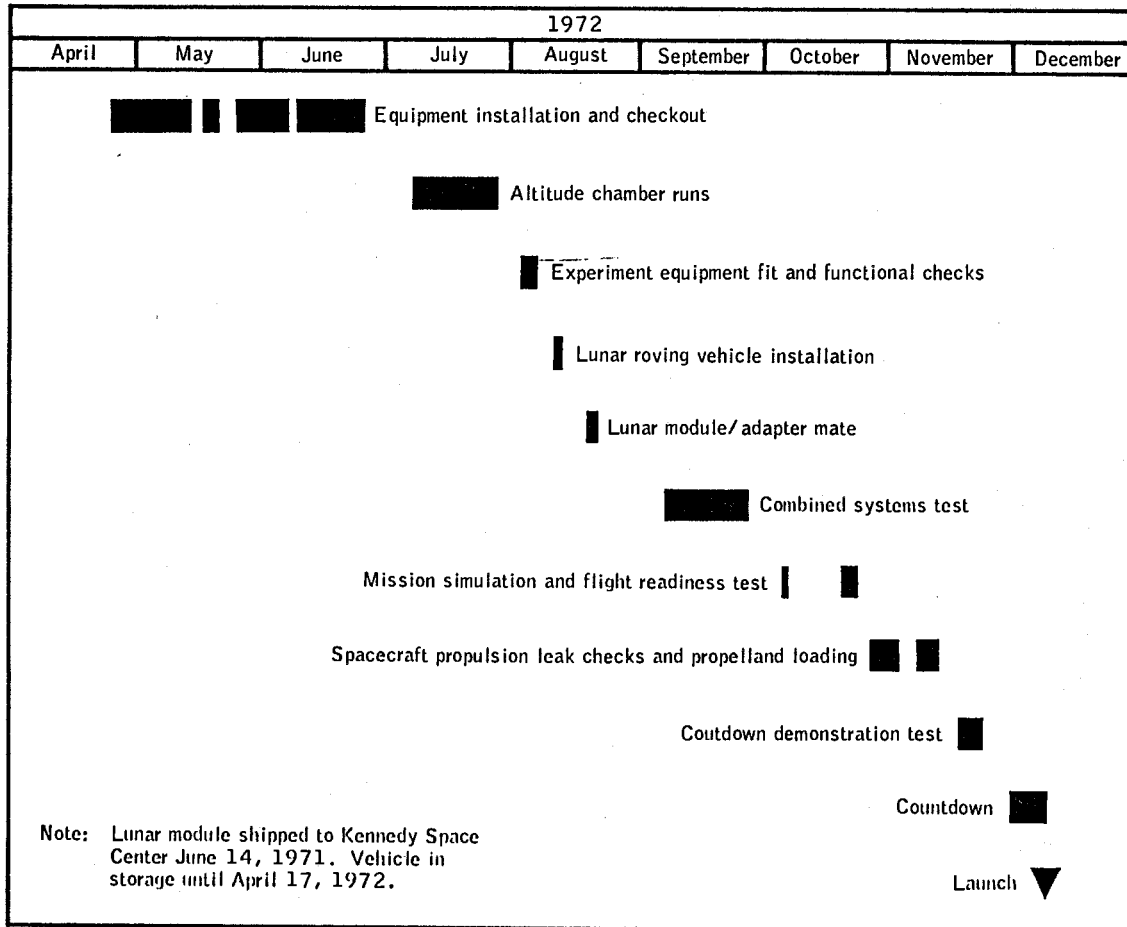 1972
April May June July August September October November December
Equipment installation and checkout
Altitude chamber runs
Experiment equipment fit and functional checks
Lunar roving vehicle installation
Lunar module/adapter mate
Combined systems test
Mission simulation and flight readiness test
Spacecraft propulsion leak checks and propelland loading
Coutdown demonstration test
Countdown
Note: Lunar module shipped to Kennedy Space
Center June 14, 1971. Vehicle in
storage until April 17, 1972.
Launch